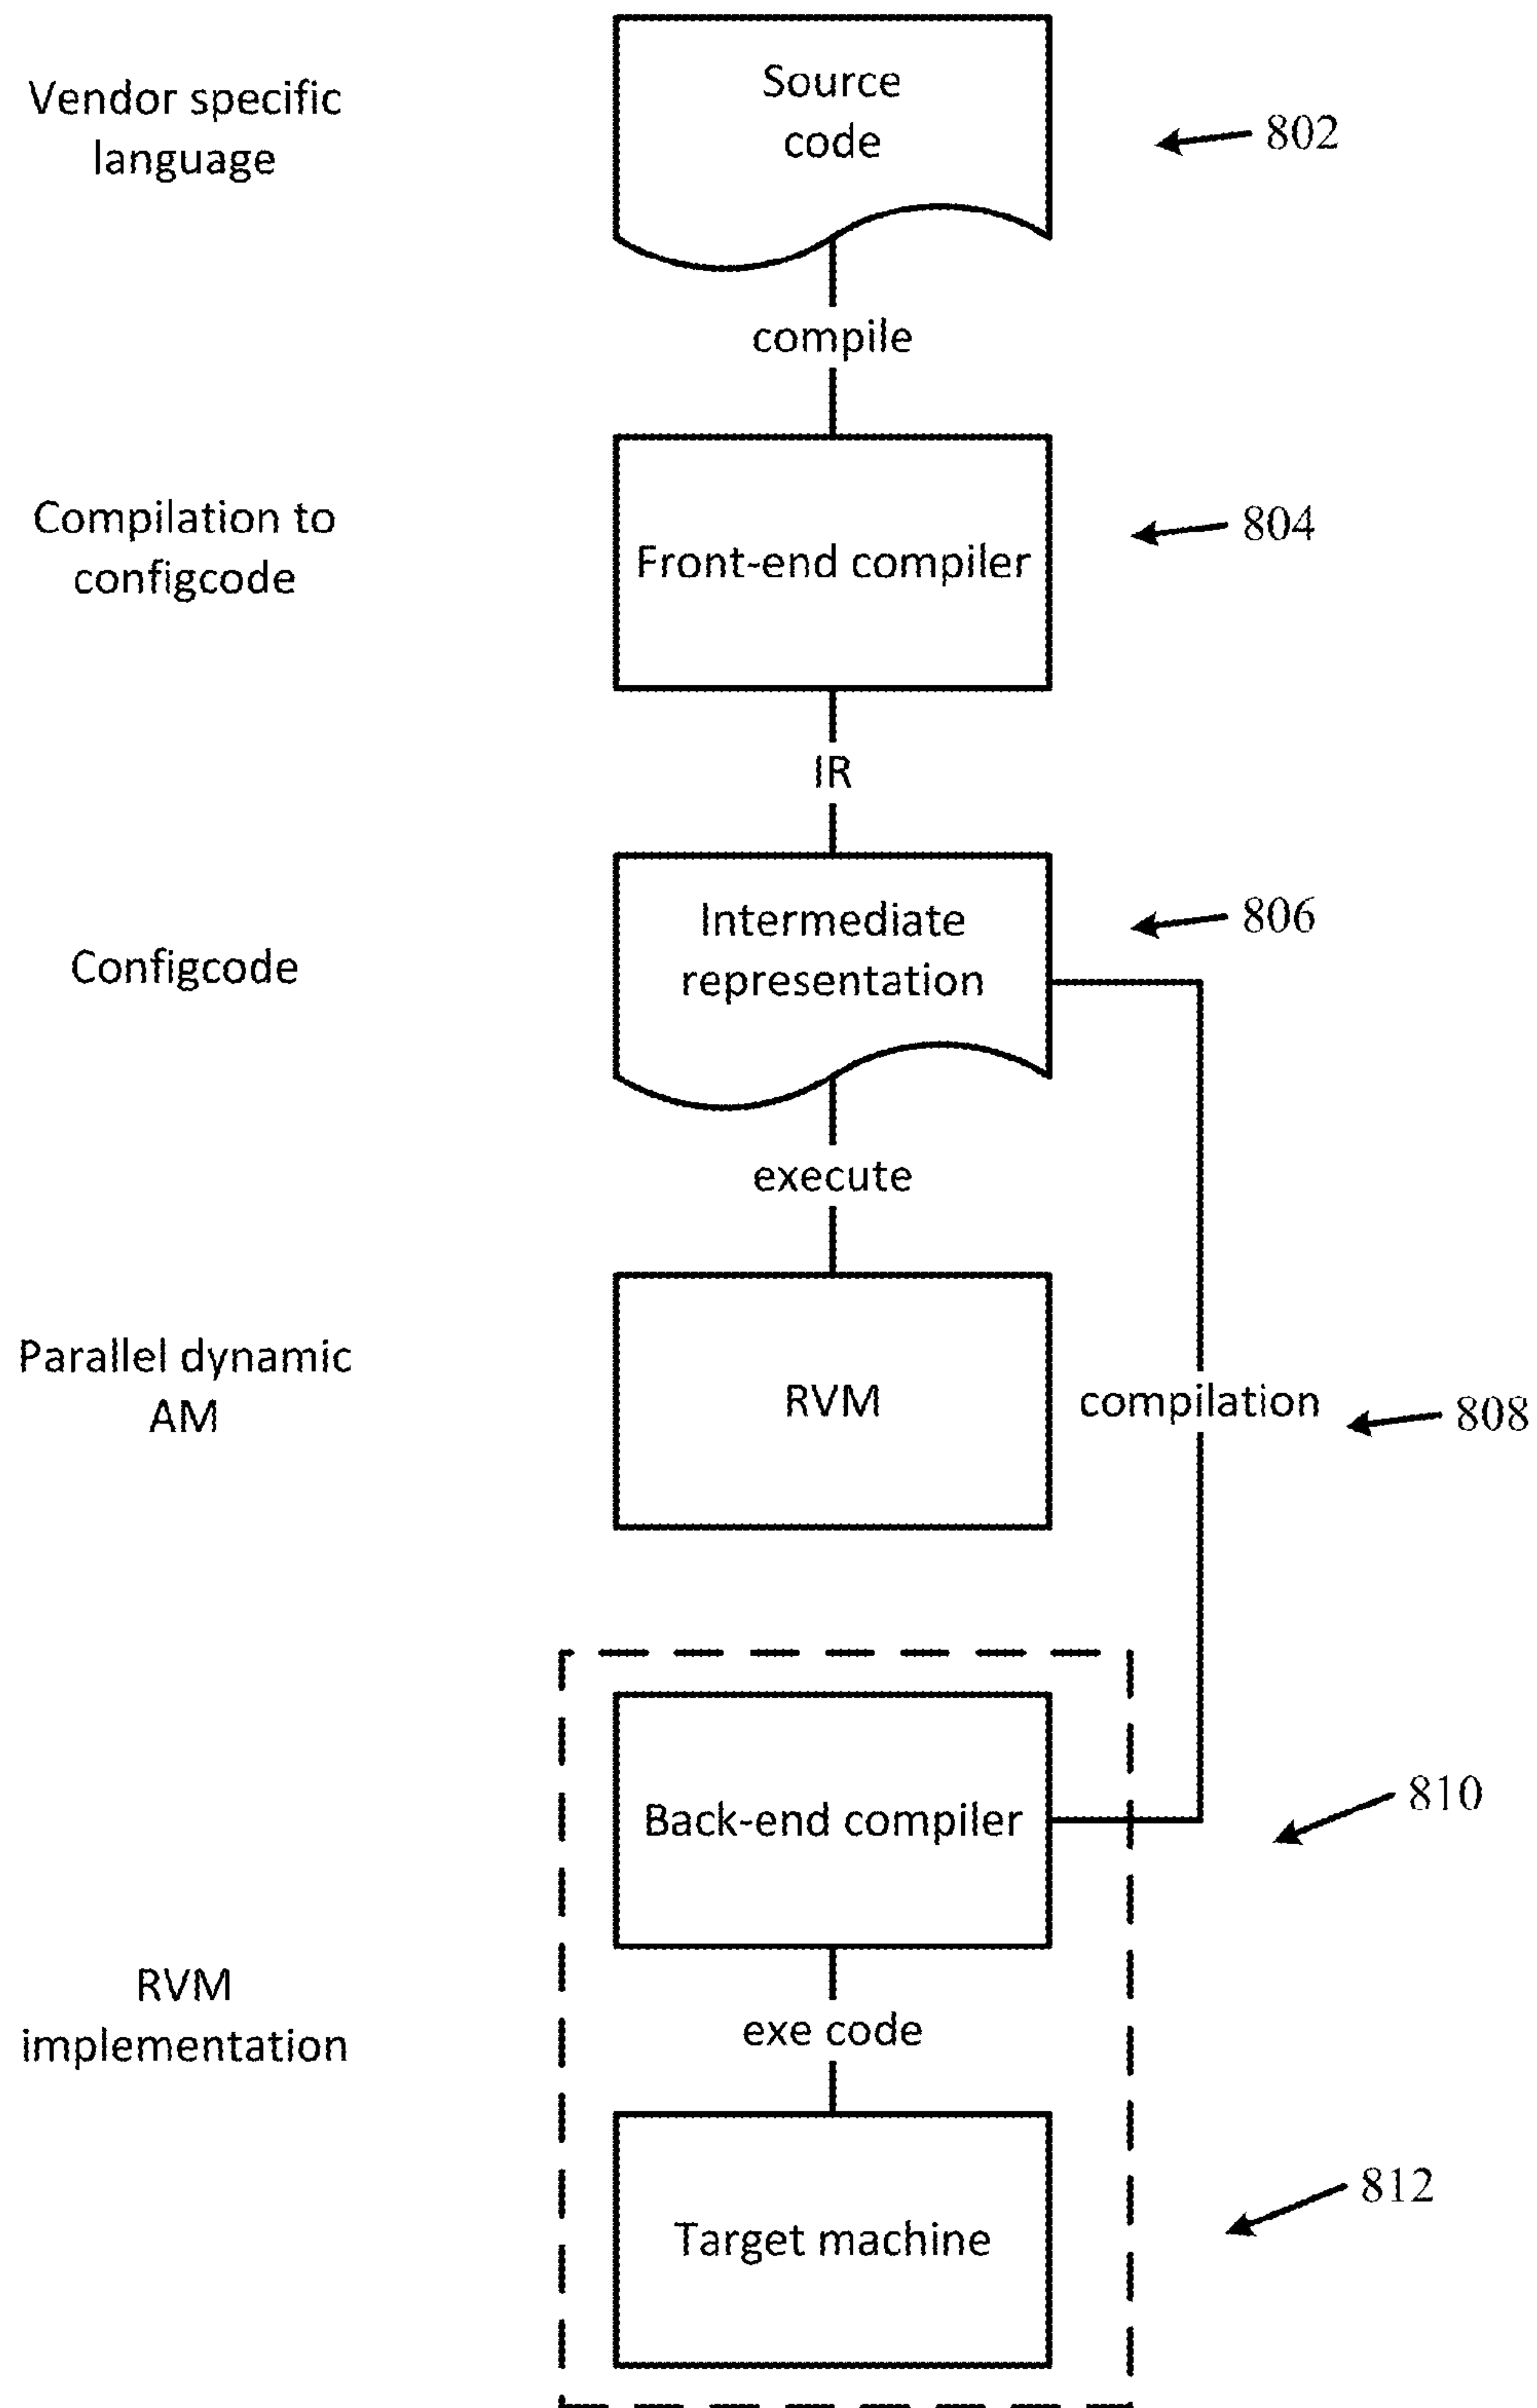 Vendor specific
language
Source
code
802
compile
Compilation to
configcode
Front-end compiler
804
IR
Configcode
Intermediate
representation
806
execute
Parallel dynamic
AM
RVM
compilation
808
Back-end compiler
810
RVM
implementation
exe code
Target machine
812